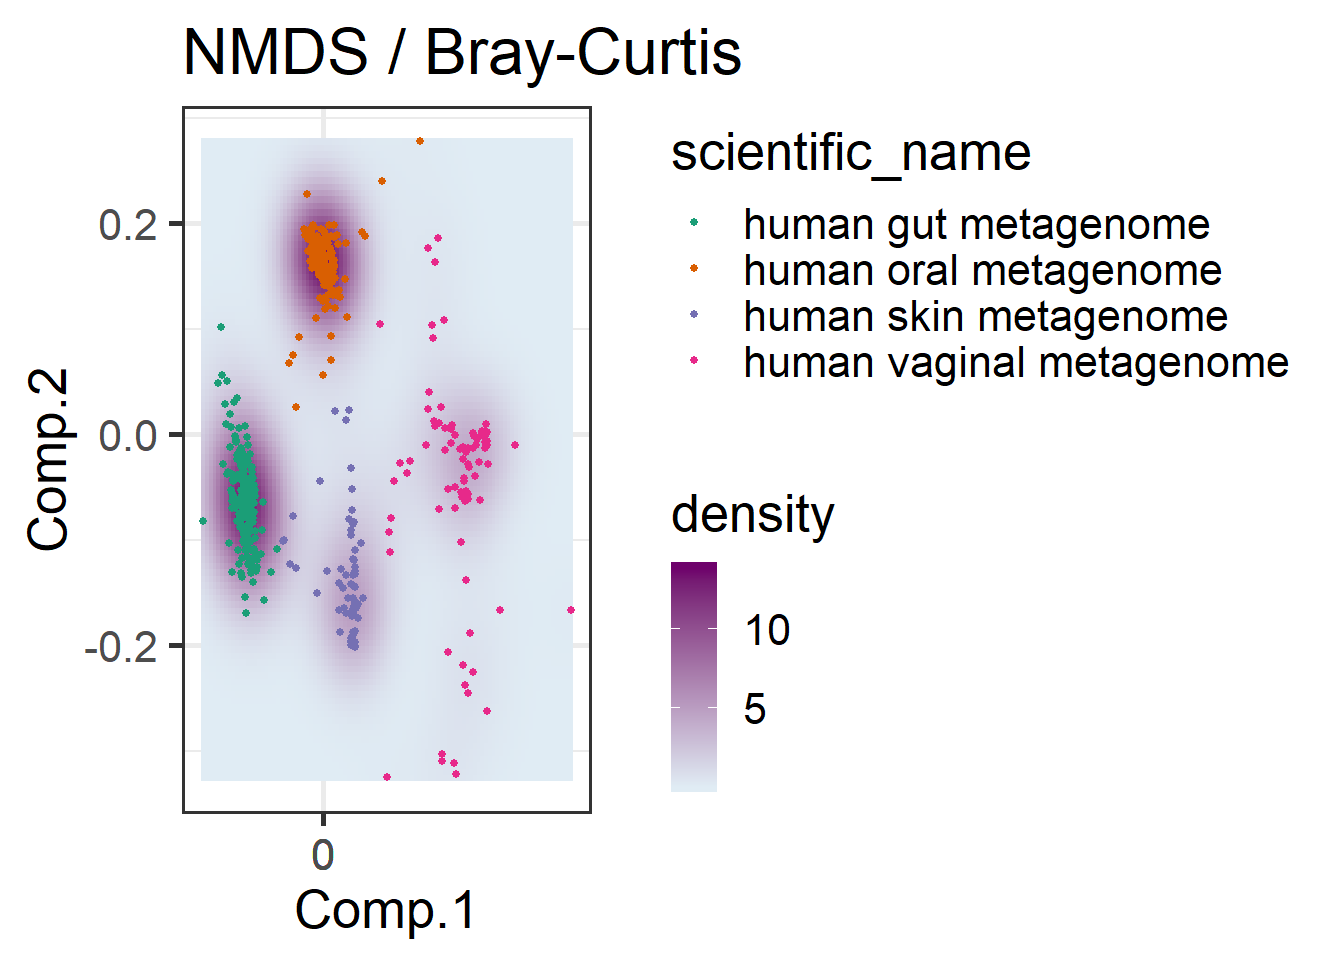 NMDS / Bray-Curtis
scientific_name
human gut metagenome
human oral metagenome
human skin metagenome
human vaginal metagenome
density
10
5
0.2
0.0
-0.2
Comp.2
0
Comp.1